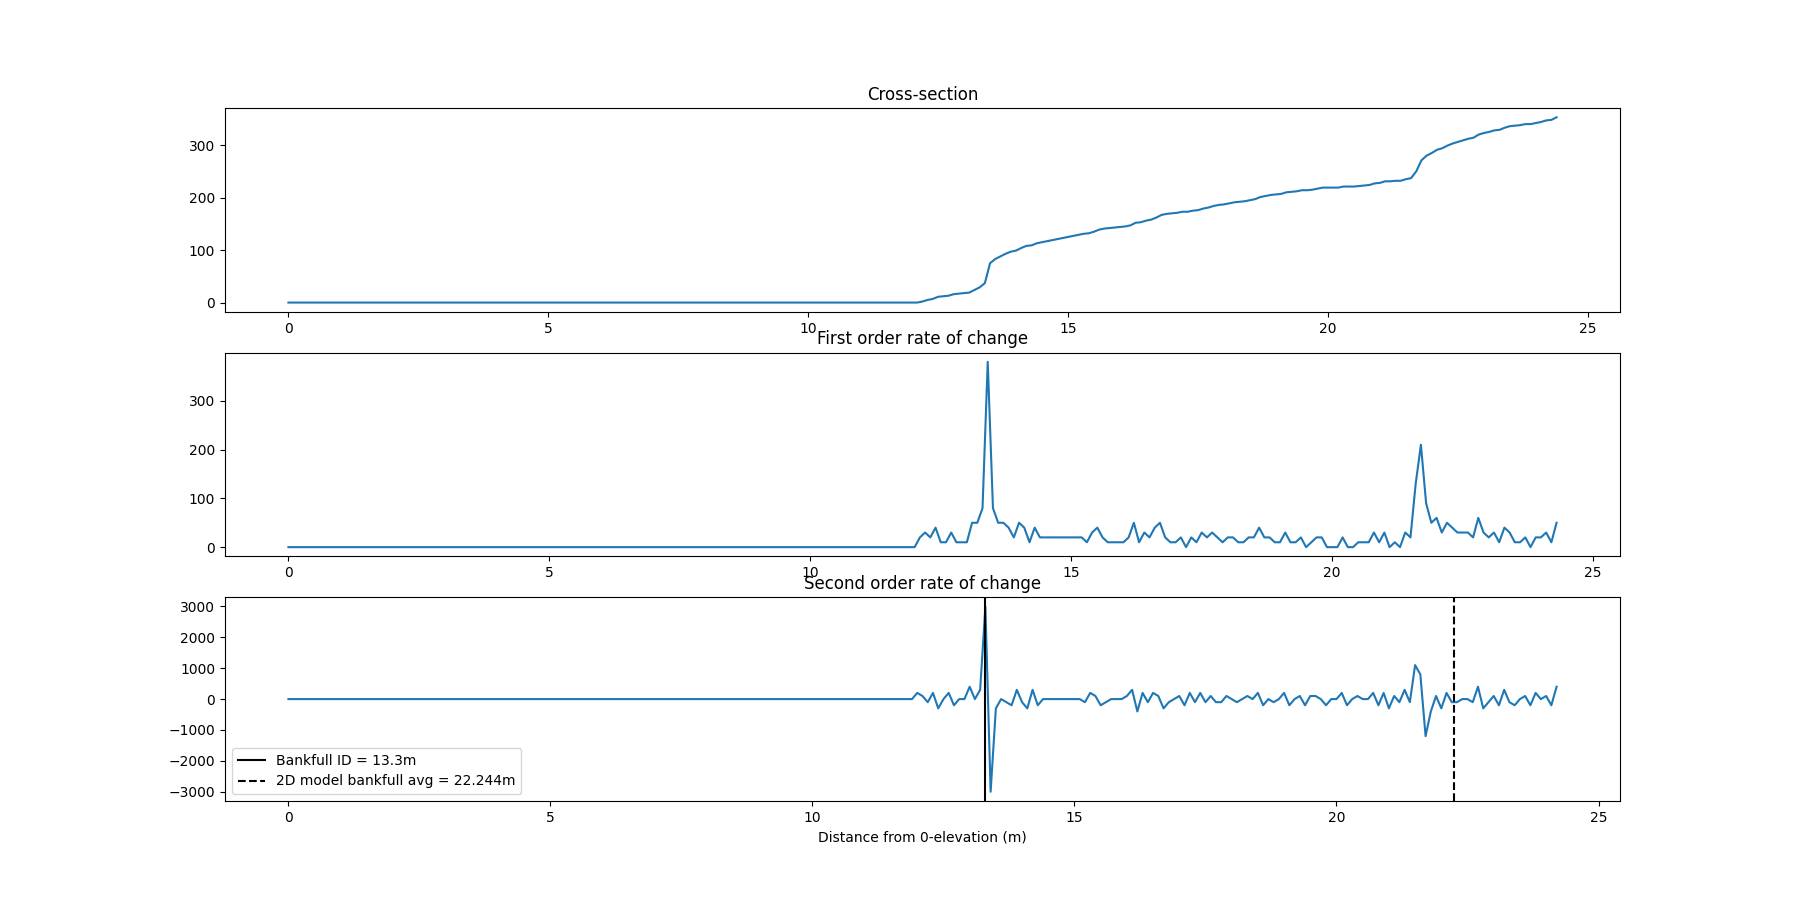 Cross-section
300
200
100
0
0 5 10 15 20 25
First order rate of change
300
200
100
0
0 5 10 15 20 25
Second order rate of change
3000
2000
1000
0
−1000
−2000
−3000
Bankfull ID = 13.3m
2D model bankfull avg = 22.244m
0 5 10 15 20 25
Distance from 0-elevation (m)